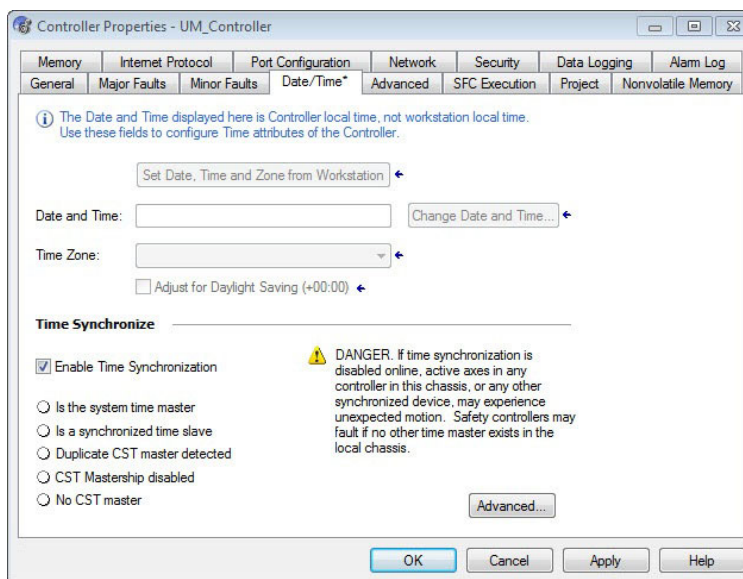 Controller Properties - UM_Controller
Memory Internet Protocol Port Configuration Network Security Data Logging Alarm Log
General Major Faults Minor Faults Date/Time* Advanced SFC Execution Project Nonvolatile Memory
The Date and Time displayed here is Controller local time, not workstation local time.
Use these fields to configure Time attributes of the Controller.
Set Date, Time and Zone from Workstation
Date and Time:
Change Date and Time...
Time Zone:
Adjust for Daylight Saving (+00:00)
Time Synchronize
Enable Time Synchronization
Is the system time master
Is a synchronized time slave
Duplicate CST master detected
CST Mastership disabled
No CST master
DANGER. If time synchronization is
disabled online, active axes in any
controller in this chassis, or any other
synchronized device, may experience
unexpected motion. Safety controllers may
fault if no other time master exists in the
local chassis.
Advanced...
OK Cancel Apply Help